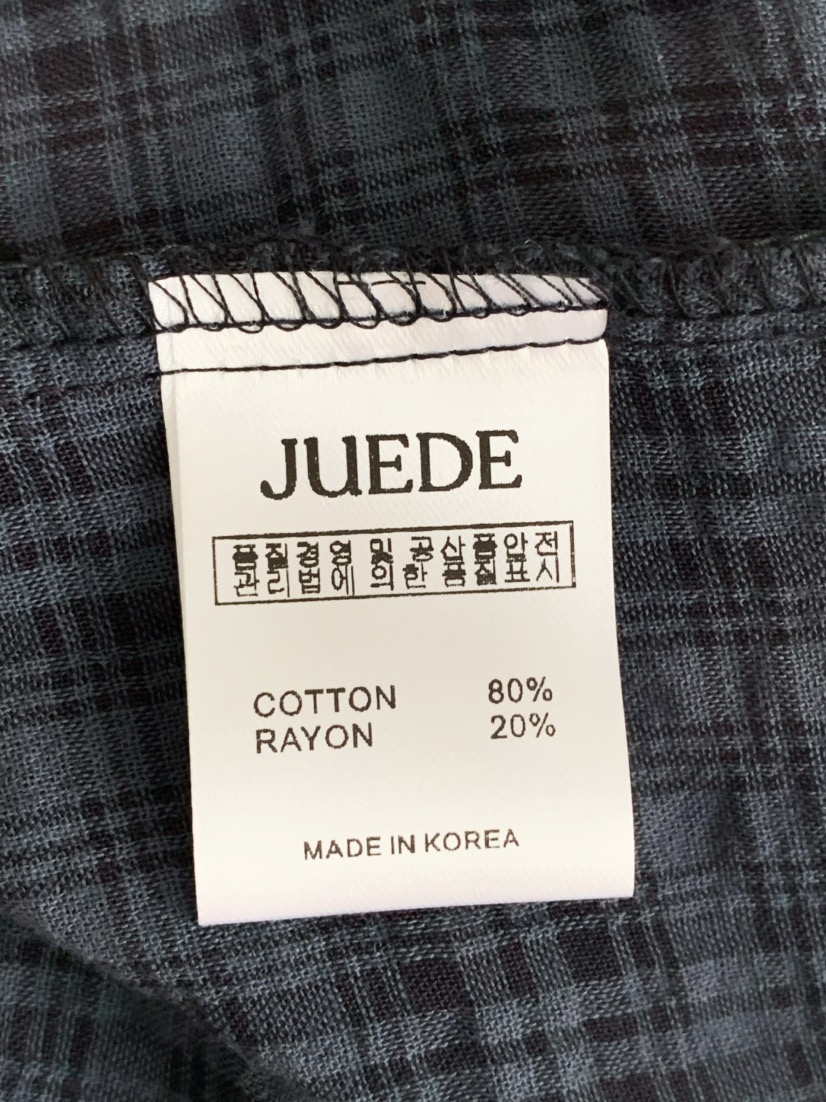 JUEDE
품질경영 및 공산품안전
관리법에 의한 품질표시
COTTON 80%
RAYON 20%
MADE IN KOREA